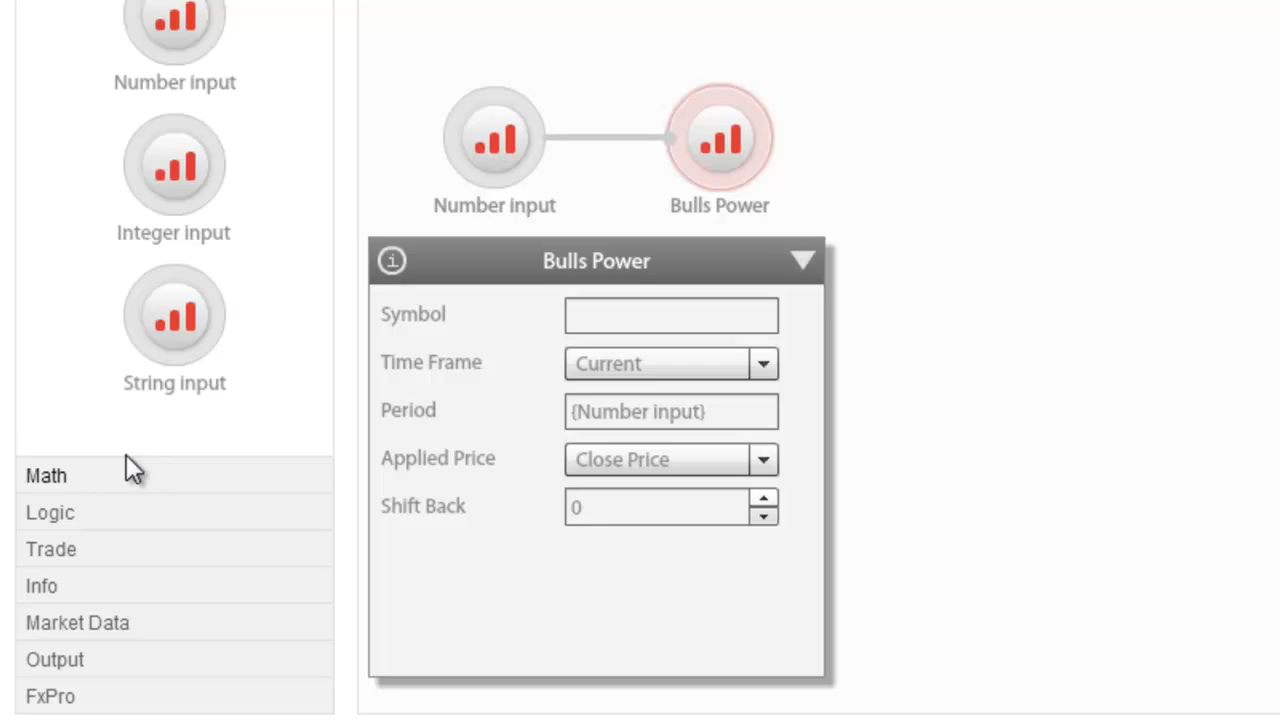 Number input
Integer input
String input
Math
Logic
Trade
Info
Market Data
Output
FxPro
Number input
Bulls Power
Bulls Power
Symbol
Time Frame Current
Period {Number input}
Applied Price Close Price
Shift Back 0